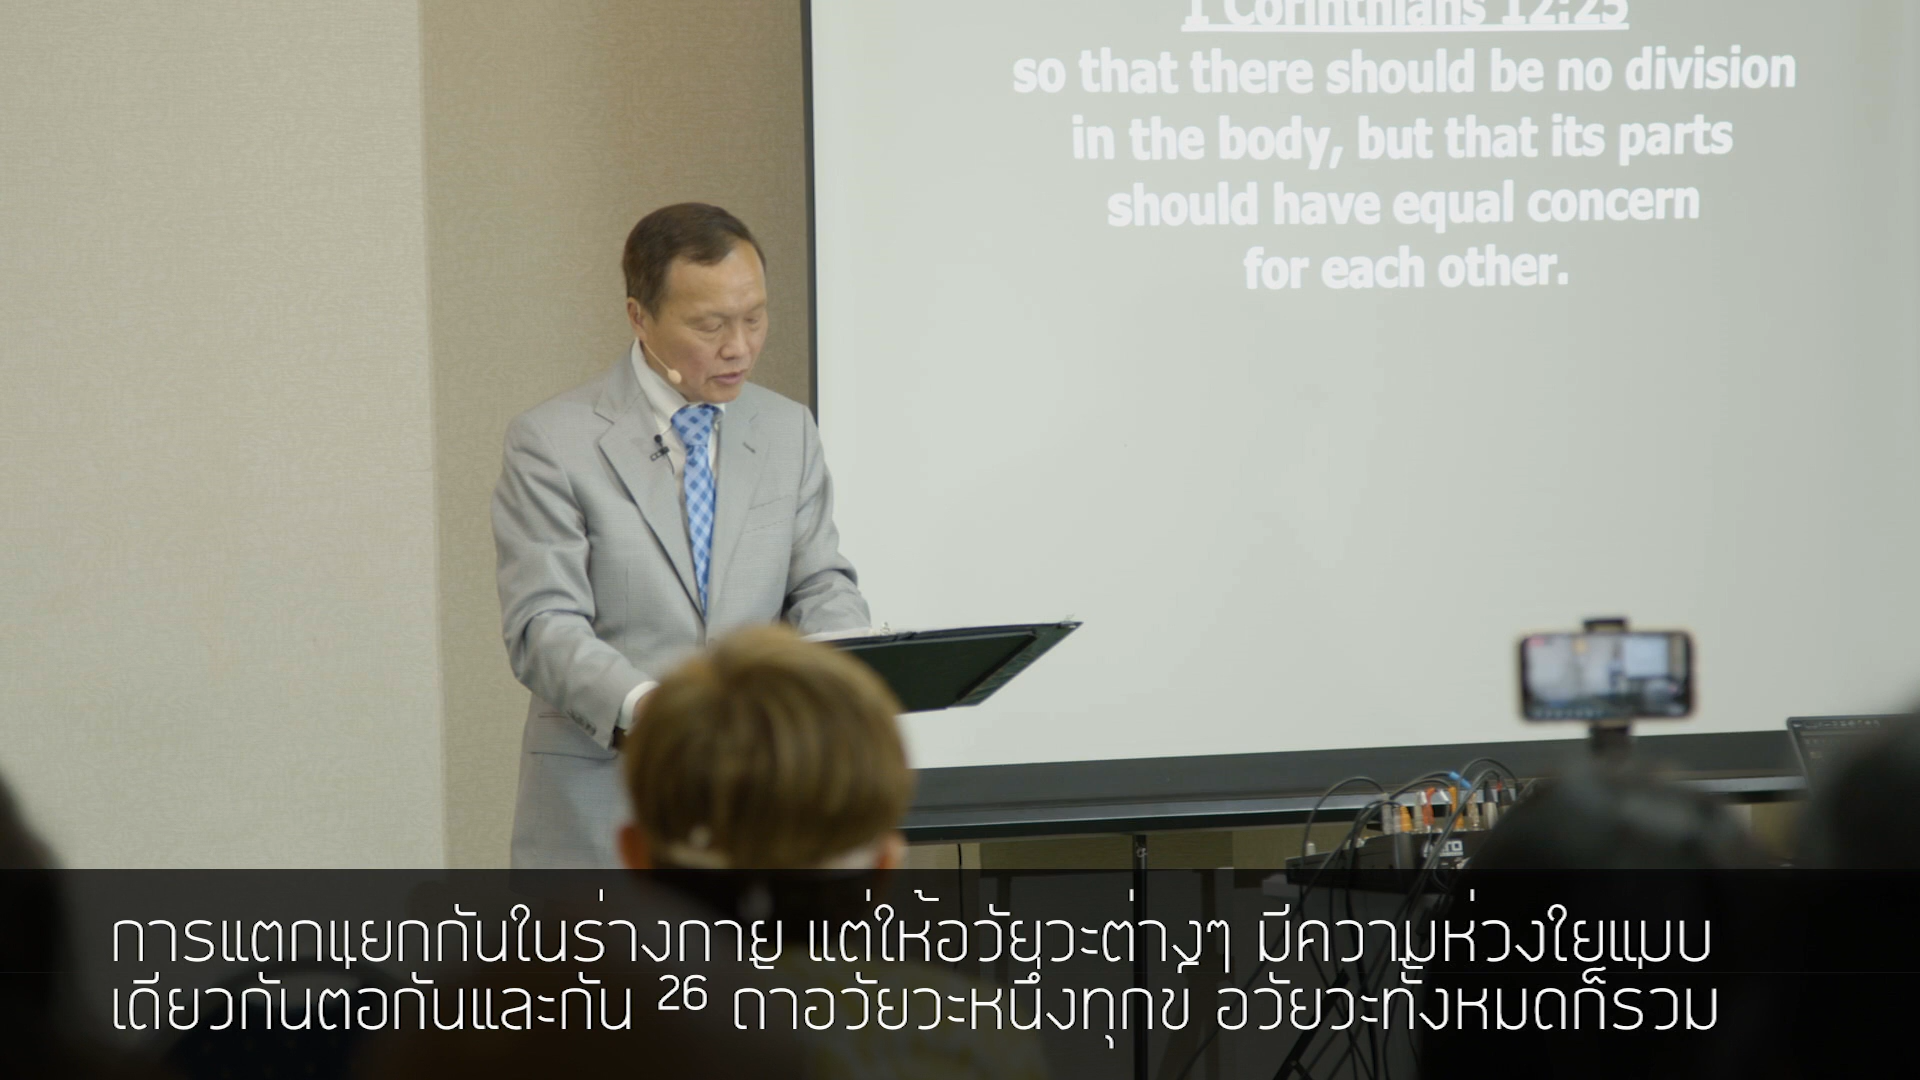 1 Corinthians 12:25
so that there should be no division
in the body, but that its parts
should have equal concern
for each other.
การแตกแยกกันในร่างกาย แต่ให้อวัยวะต่างๆ มีความห่วงใยแบบ
เดียวกันต่อกันและกัน ²⁶ ถ้าอวัยวะหนึ่งทุกข์ อวัยวะทั้งหมดก็ร่วม